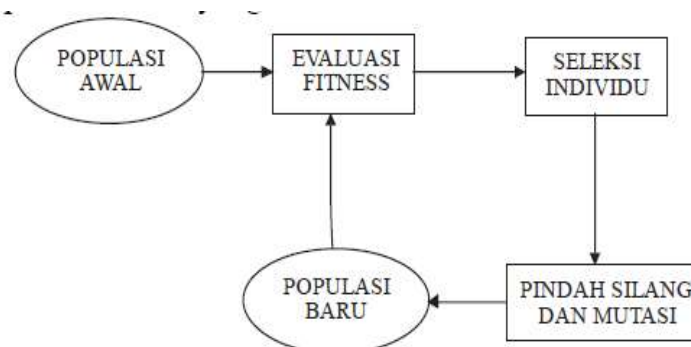 POPULASI
AWAL
EVALUASI
FITNESS
SELEKSI
INDIVIDU
POPULASI
BARU
PINDAH SILANG
DAN MUTASI